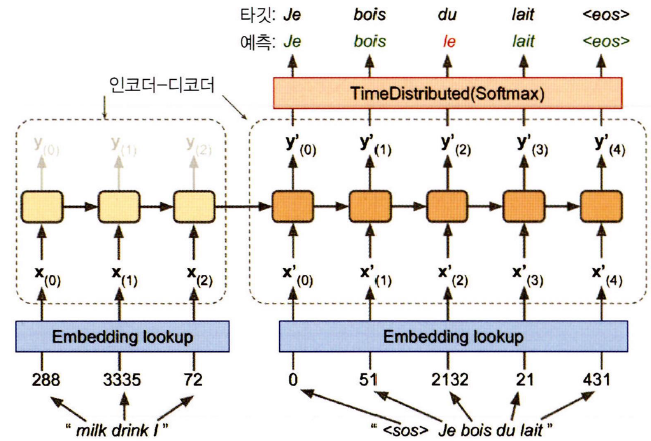 타깃: Je bois du lait <eos>
예측: Je bois le lait <eos>
인코더-디코더
TimeDistributed(Softmax)
y(0) y(1) y(2) y'(0) y'(1) y'(2) y'(3) y'(4)
x(0) x(1) x(2) x'(0) x'(1) x'(2) x'(3) x'(4)
Embedding lookup Embedding lookup
288 3335 72 0 51 2132 21 431
" milk drink I " " <sos> Je bois du lait "